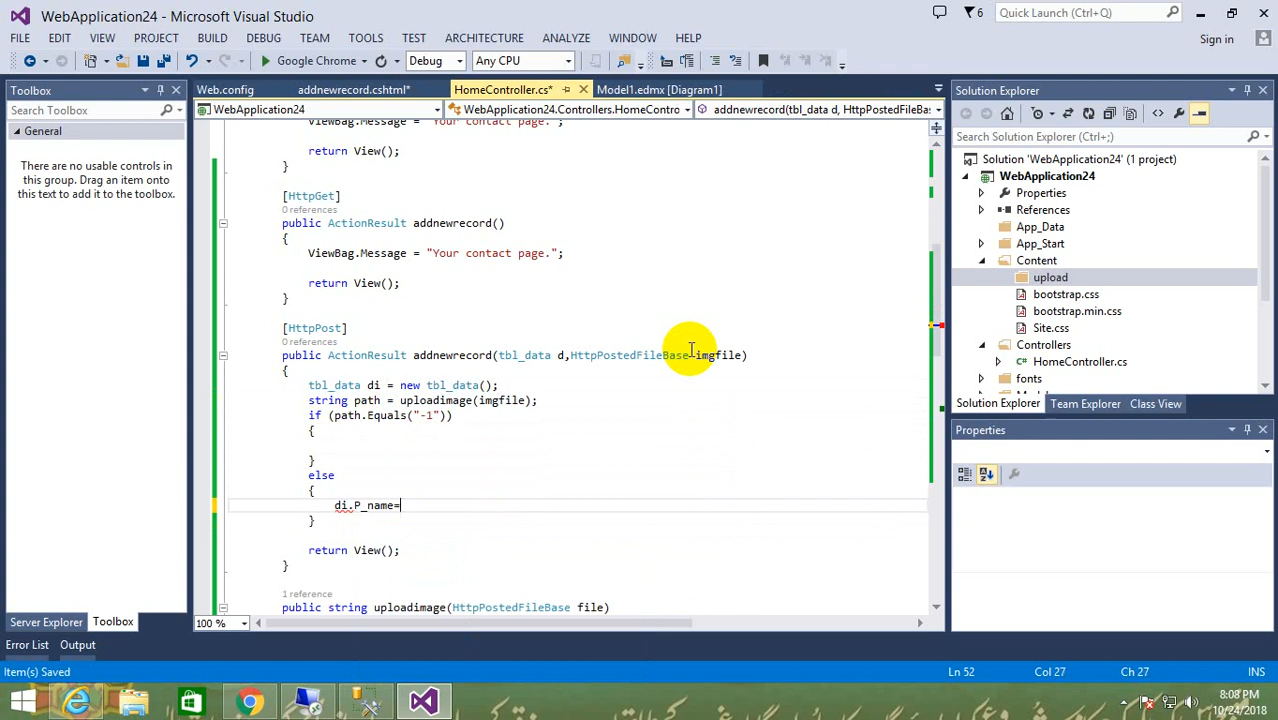 WebApplication24 - Microsoft Visual Studio
6
Quick Launch (Ctrl+Q)
FILE EDIT VIEW PROJECT BUILD DEBUG TEAM TOOLS TEST ARCHITECTURE ANALYZE WINDOW HELP
Sign in
Google Chrome
Debug
Any CPU
Toolbox
Search Toolbox
General
There are no usable controls in
this group. Drag an item onto
this text to add it to the toolbox.
Server Explorer
Toolbox
Web.config
addnewrecord.cshtml*
HomeController.cs*
Model1.edmx [Diagram1]
WebApplication24
WebApplication24.Controllers.HomeContro
addnewrecord(tbl_data d, HttpPostedFileBas
ViewBag.Message = "Your contact page.";
return View();
}
[HttpGet]
0 references
public ActionResult addnewrecord()
{
ViewBag.Message = "Your contact page.";
return View();
}
[HttpPost]
0 references
public ActionResult addnewrecord(tbl_data d,HttpPostedFileBase imgfile)
{
tbl_data di = new tbl_data();
string path = uploadimage(imgfile);
if (path.Equals("-1"))
{
}
else
{
di.P_name=
}
return View();
}
1 reference
public string uploadimage(HttpPostedFileBase file)
100 %
Solution Explorer
Search Solution Explorer (Ctrl+;)
Solution 'WebApplication24' (1 project)
WebApplication24
Properties
References
App_Data
App_Start
Content
upload
bootstrap.css
bootstrap.min.css
Site.css
Controllers
HomeController.cs
fonts
Solution Explorer
Team Explorer
Class View
Properties
Error List
Output
Item(s) Saved
Ln 52
Col 27
Ch 27
INS
8:08 PM
10/24/2018